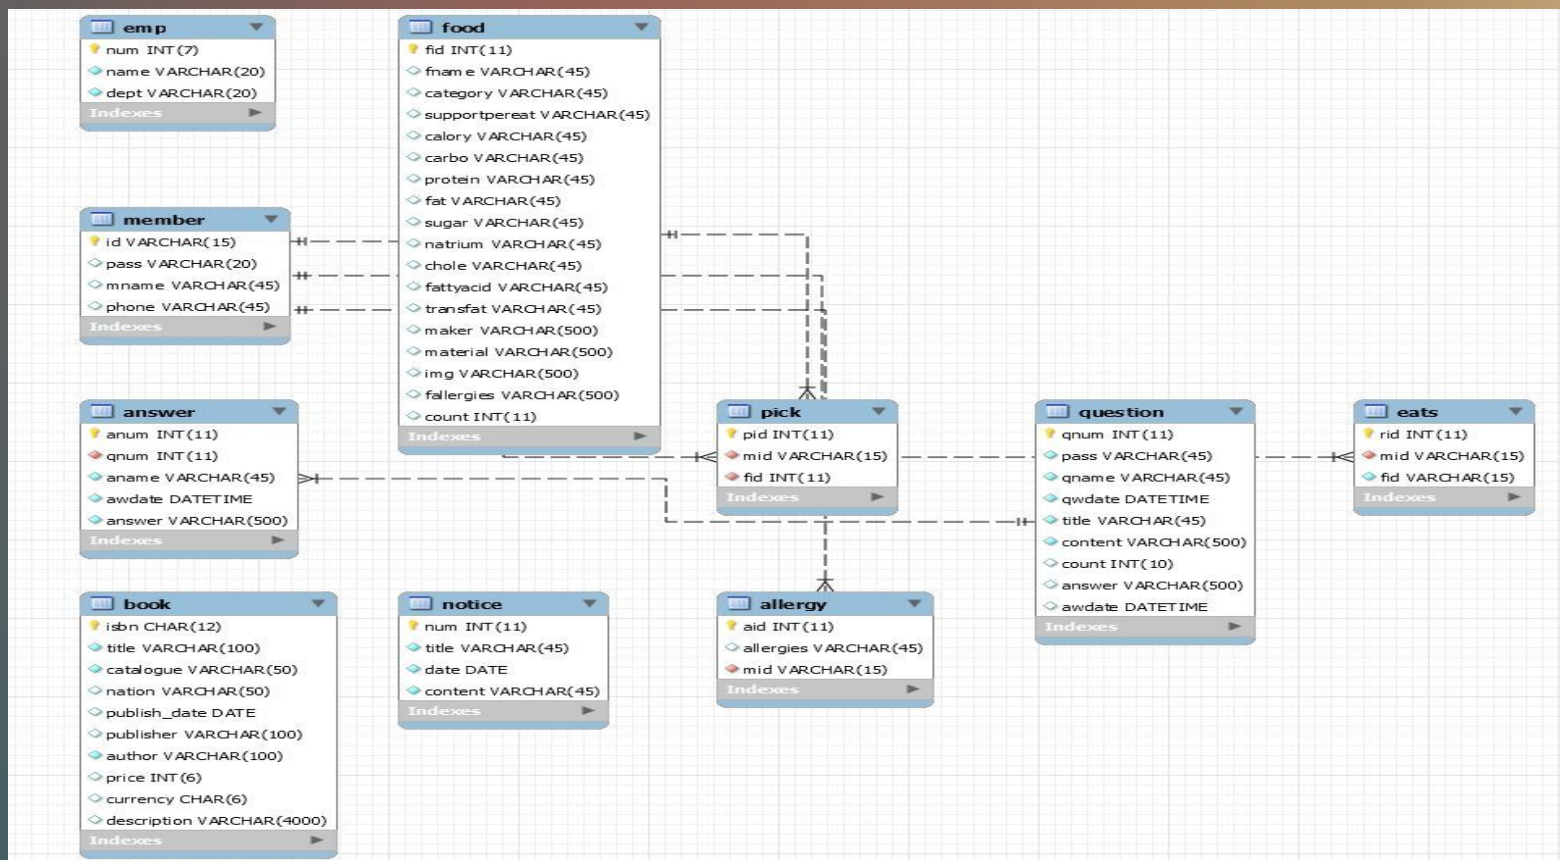 emp
num INT(7)
name VARCHAR(20)
dept VARCHAR(20)
Indexes
food
fid INT(11)
fname VARCHAR(45)
category VARCHAR(45)
supportpereat VARCHAR(45)
calory VARCHAR(45)
carbo VARCHAR(45)
protein VARCHAR(45)
fat VARCHAR(45)
sugar VARCHAR(45)
natrium VARCHAR(45)
chole VARCHAR(45)
fattyacid VARCHAR(45)
transfat VARCHAR(45)
maker VARCHAR(500)
material VARCHAR(500)
img VARCHAR(500)
fallergies VARCHAR(500)
count INT(11)
Indexes
member
id VARCHAR(15)
pass VARCHAR(20)
mname VARCHAR(45)
phone VARCHAR(45)
Indexes
answer
anum INT(11)
qnum INT(11)
aname VARCHAR(45)
awdate DATETIME
answer VARCHAR(500)
Indexes
pick
pid INT(11)
mid VARCHAR(15)
fid INT(11)
Indexes
question
qnum INT(11)
pass VARCHAR(45)
qname VARCHAR(45)
qwdate DATETIME
title VARCHAR(45)
content VARCHAR(500)
count INT(10)
answer VARCHAR(500)
awdate DATETIME
Indexes
eats
rid INT(11)
mid VARCHAR(15)
fid VARCHAR(15)
Indexes
book
isbn CHAR(12)
title VARCHAR(100)
catalogue VARCHAR(50)
nation VARCHAR(50)
publish_date DATE
publisher VARCHAR(100)
author VARCHAR(100)
price INT(6)
currency CHAR(6)
description VARCHAR(4000)
Indexes
notice
num INT(11)
title VARCHAR(45)
date DATE
content VARCHAR(45)
Indexes
allergy
aid INT(11)
allergies VARCHAR(45)
mid VARCHAR(15)
Indexes